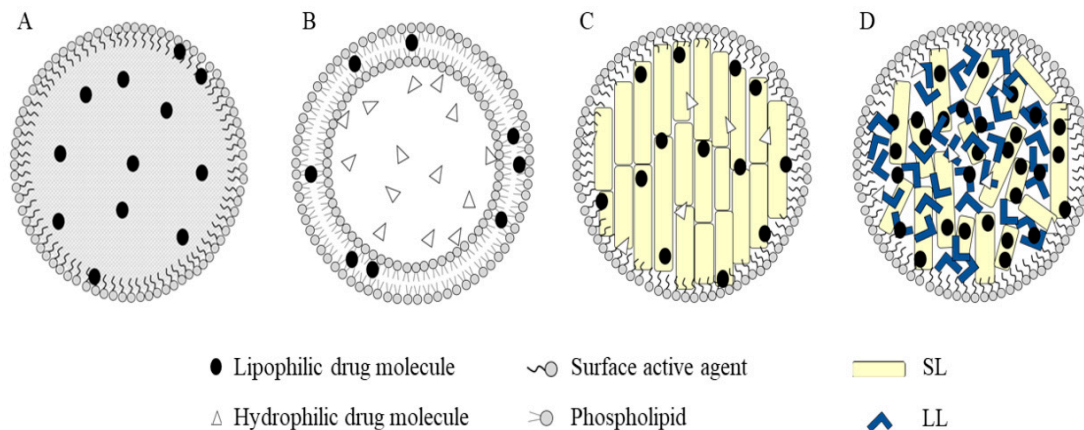 A B C D
Lipophilic drug molecule Surface active agent SL
Hydrophilic drug molecule Phospholipid LL